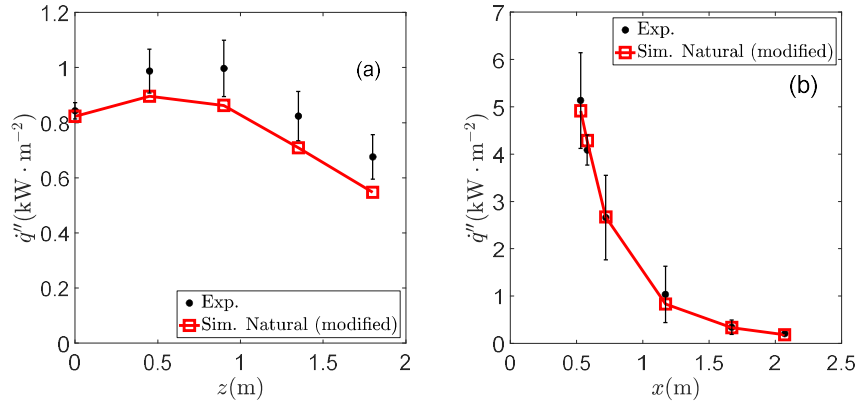 1.2
1
0.8
0.6
0.4
0.2
0
0 0.5 1 1.5 2
q̇″(kW · m⁻²)
z(m)
(a)
Exp.
Sim. Natural (modified)
7
6
5
4
3
2
1
0
0 0.5 1 1.5 2 2.5
q̇″(kW · m⁻²)
x(m)
Exp.
Sim. Natural (modified)
(b)